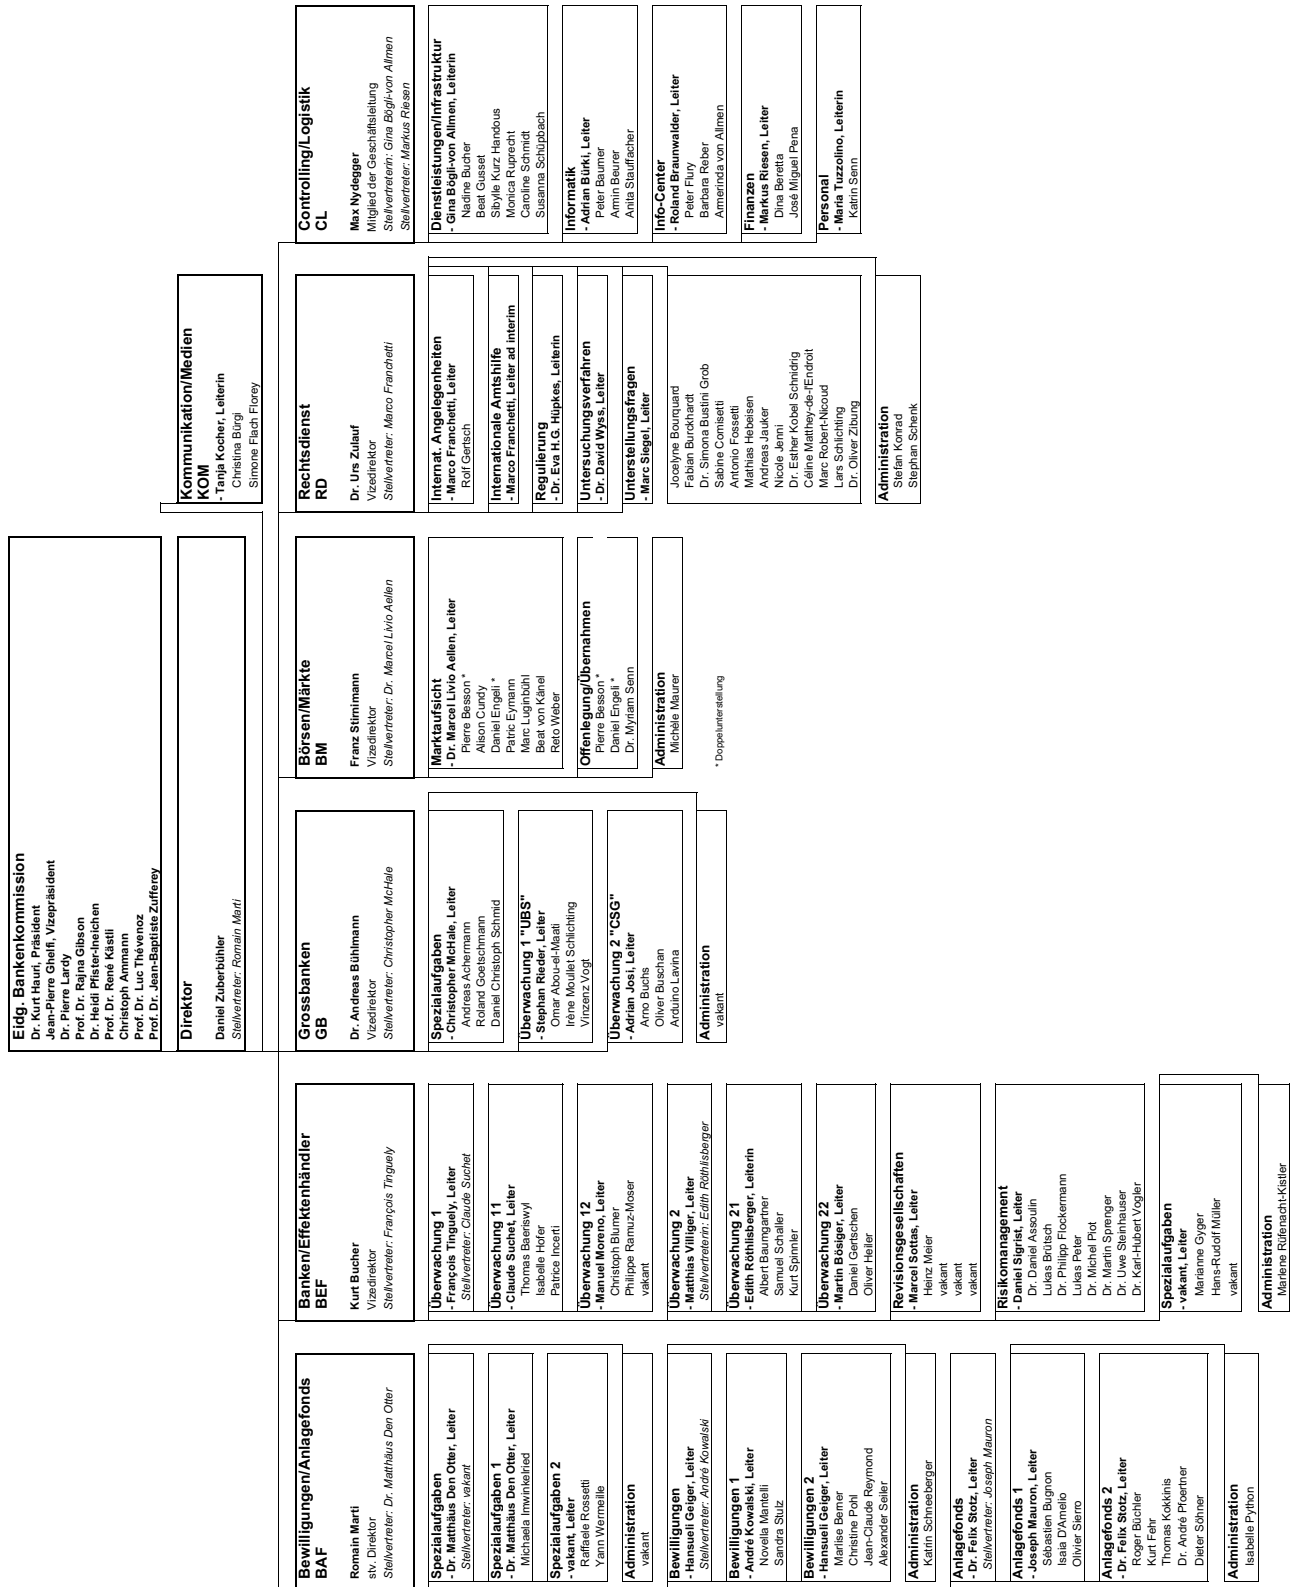 Eidg. Bankenkommission
Dr. Kurt Hauri, Präsident
Jean-Pierre Ghelfi, Vizepräsident
Dr. Pierre Lardy
Prof. Dr. Rajna Gibson
Dr. Heidi Pfister-Ineichen
Prof. Dr. René Kästli
Christoph Ammann
Prof. Dr. Luc Thévenoz
Prof. Dr. Jean-Baptiste Zufferey
Direktor
Daniel Zuberbühler
Stellvertreter: Romain Marti
Kommunikation/Medien
KOM
- Tanja Kocher, Leiterin
Christina Bürgi
Simone Flach Florey
Bewilligungen/Anlagefonds
BAF
Romain Marti
stv. Direktor
Stellvertreter: Dr. Matthäus Den Otter
Spezialaufgaben
- Dr. Matthäus Den Otter, Leiter
Stellvertreter: vakant
Spezialaufgaben 1
- Dr. Matthäus Den Otter, Leiter
Michaela Imwinkelried
Spezialaufgaben 2
- vakant, Leiter
Raffaele Rossetti
Yann Wermeille
Administration
vakant
Bewilligungen
- Hansueli Geiger, Leiter
Stellvertreter: André Kowalski
Bewilligungen 1
- André Kowalski, Leiter
Novella Mantelli
Sandra Stulz
Bewilligungen 2
- Hansueli Geiger, Leiter
Marlise Berner
Christine Pohl
Jean-Claude Reymond
Alexander Seiler
Administration
Katrin Schneeberger
Anlagefonds
- Dr. Felix Stotz, Leiter
Stellvertreter: Joseph Mauron
Anlagefonds 1
- Joseph Mauron, Leiter
Sébastien Bugnon
Isaia D'Amelio
Olivier Sierro
Anlagefonds 2
- Dr. Felix Stotz, Leiter
Roger Büchler
Kurt Fehr
Thomas Kokkinis
Dr. André Pfoertner
Dieter Söhner
Administration
Isabelle Python
Banken/Effektenhändler
BEF
Kurt Bucher
Vizedirektor
Stellvertreter: François Tinguely
Überwachung 1
- François Tinguely, Leiter
Stellvertreter: Claude Suchet
Überwachung 11
- Claude Suchet, Leiter
Thomas Baeriswyl
Isabelle Hofer
Patrice Incerti
Überwachung 12
- Manuel Moreno, Leiter
Christoph Blumer
Philippe Ramuz-Moser
vakant
Überwachung 2
- Matthias Villiger, Leiter
Stellvertreterin: Edith Röthlisberger
Überwachung 21
- Edith Röthlisberger, Leiterin
Albert Baumgartner
Samuel Schaller
Kurt Spinnler
Überwachung 22
- Martin Bösiger, Leiter
Daniel Gertschen
Oliver Heiler
Revisionsgesellschaften
- Marcel Sottas, Leiter
Heinz Meier
vakant
vakant
vakant
Risikomanagement
- Daniel Sigrist, Leiter
Dr. Daniel Assoulin
Lukas Brütsch
Dr. Philipp Flockermann
Lukas Peter
Dr. Michel Piot
Dr. Martin Sprenger
Dr. Uwe Steinhauser
Dr. Karl-Hubert Vogler
Spezialaufgaben
- vakant, Leiter
Marianne Gyger
Hans-Rudolf Müller
vakant
Administration
Marlene Rüfenacht-Kistler
Grossbanken
GB
Dr. Andreas Bühlmann
Vizedirektor
Stellvertreter: Christopher McHale
Spezialaufgaben
- Christopher McHale, Leiter
Andreas Achermann
Roland Goetschmann
Daniel Christoph Schmid
Überwachung 1 "UBS"
- Stephan Rieder, Leiter
Omar Abou-el-Maati
Irène Moullet Schlichting
Vinzenz Vogt
Überwachung 2 "CSG"
- Adrian Josi, Leiter
Arno Buchs
Oliver Buschan
Arduino Lavina
Administration
vakant
Börsen/Märkte
BM
Franz Stirnimann
Vizedirektor
Stellvertreter: Dr. Marcel Livio Aellen
Marktaufsicht
- Dr. Marcel Livio Aellen, Leiter
Pierre Besson *
Alison Cundy
Daniel Engeli *
Patric Eymann
Marc Luginbühl
Beat von Känel
Reto Weber
Offenlegung/Übernahmen
Pierre Besson *
Daniel Engeli *
Dr. Myriam Senn
Administration
Michèle Maurer
* Doppelunterstellung
Rechtsdienst
RD
Dr. Urs Zulauf
Vizedirektor
Stellvertreter: Marco Franchetti
Internat. Angelegenheiten
- Marco Franchetti, Leiter
Rolf Gertsch
Internationale Amtshilfe
- Marco Franchetti, Leiter ad interim
Regulierung
- Dr. Eva H.G. Hüpkes, Leiterin
Untersuchungsverfahren
- Dr. David Wyss, Leiter
Unterstellungsfragen
- Marc Siegel, Leiter
Jocelyne Bourquard
Fabian Burckhardt
Dr. Simona Bustini Grob
Sabine Comisetti
Antonio Fossetti
Mathias Hebeisen
Andreas Jauker
Nicole Jenni
Dr. Esther Kobel Schnidrig
Céline Matthey-de-l'Endroit
Marc Robert-Nicoud
Lars Schlichting
Dr. Oliver Zibung
Administration
Stefan Konrad
Stephan Schenk
Controlling/Logistik
CL
Max Nydegger
Mitglied der Geschäftsleitung
Stellvertreterin: Gina Bögli-von Allmen
Stellvertreter: Markus Riesen
Dienstleistungen/Infrastruktur
- Gina Bögli-von Allmen, Leiterin
Nadine Bucher
Beat Gusset
Sibylle Kurz Handous
Monica Ruprecht
Caroline Schmidt
Susanna Schüpbach
Informatik
- Adrian Bürki, Leiter
Peter Baumer
Armin Beurer
Anita Stauffacher
Info-Center
- Roland Braunwalder, Leiter
Peter Flury
Barbara Reber
Armerinda von Allmen
Finanzen
- Markus Riesen, Leiter
Dina Beretta
José Miguel Pena
Personal
- Maria Tuzzolino, Leiterin
Katrin Senn